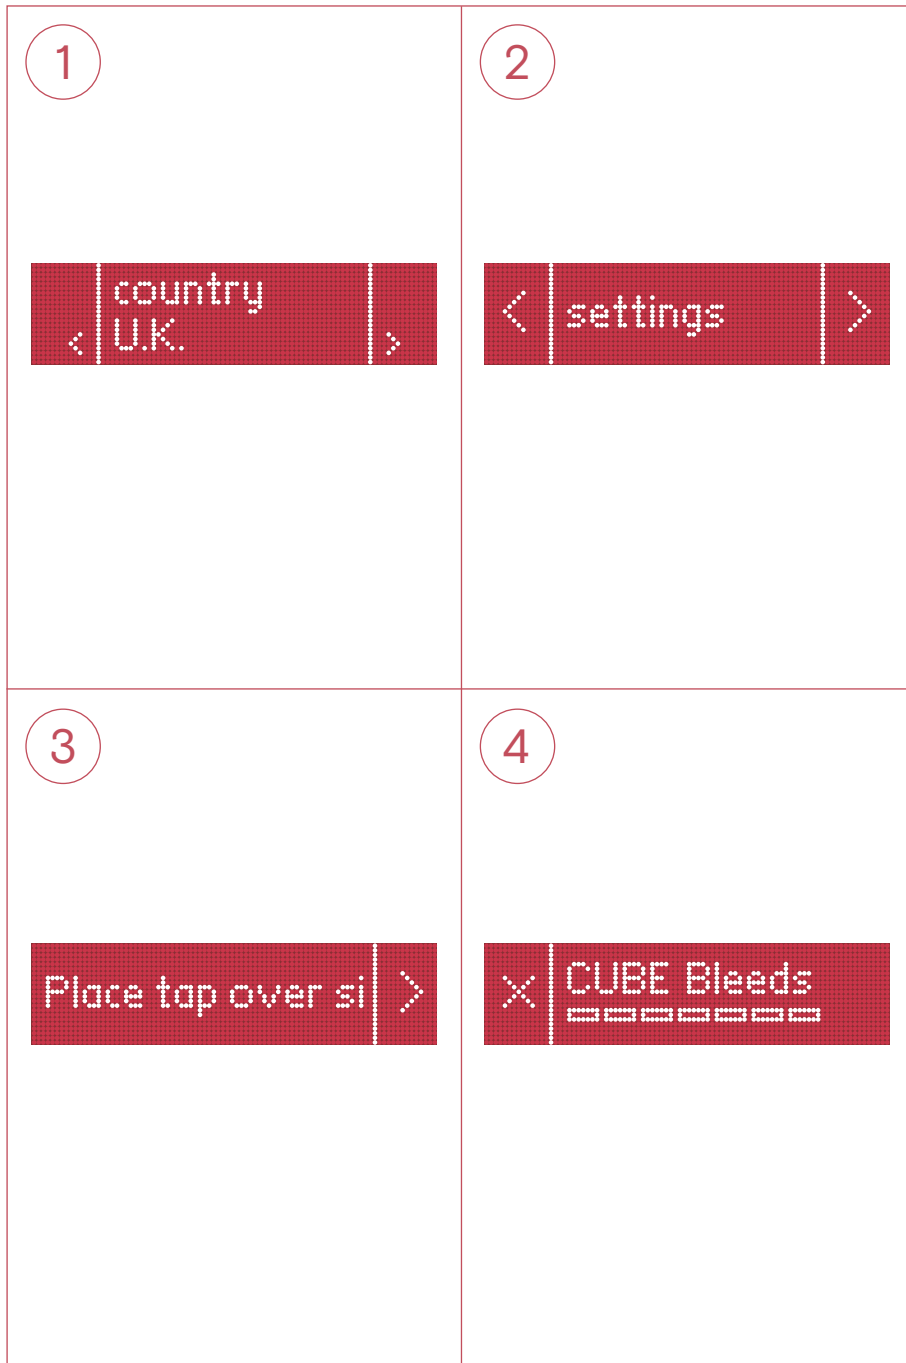 1
country
< U.K. >
2
< settings >
3
Place tap over si >
4
× CUBE Bleeds